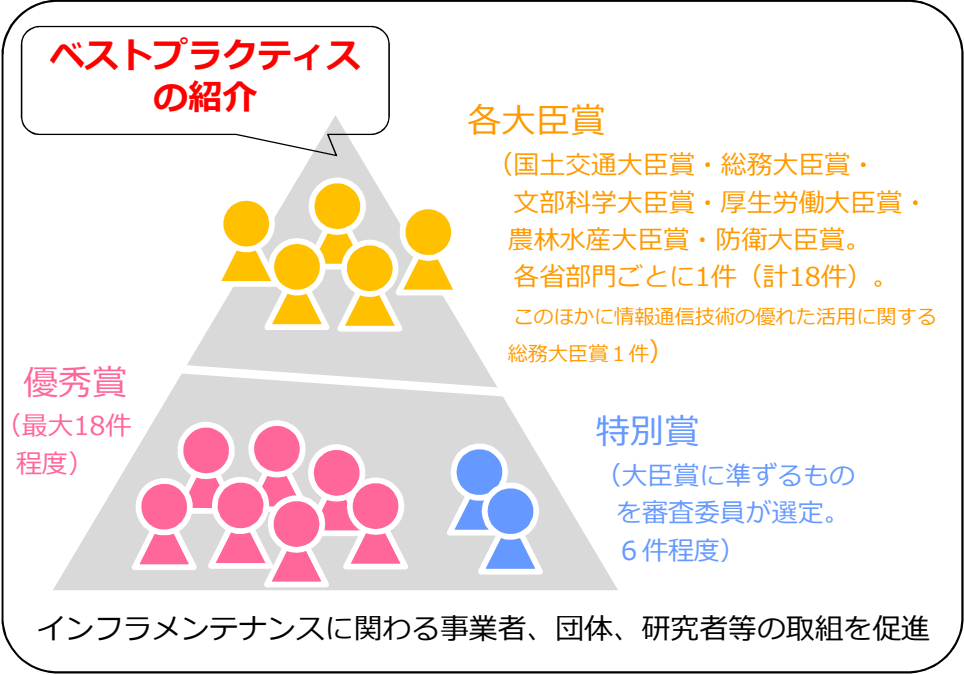 ベストプラクティス
の紹介
各大臣賞
（国土交通大臣賞・総務大臣賞・
文部科学大臣賞・厚生労働大臣賞・
農林水産大臣賞・防衛大臣賞。
各省部門ごとに1件（計18件）。
このほかに情報通信技術の優れた活用に関する
総務大臣賞１件）
優秀賞
（最大18件
程度）
特別賞
（大臣賞に準ずるもの
を審査委員が選定。
６件程度）
インフラメンテナンスに関わる事業者、団体、研究者等の取組を促進